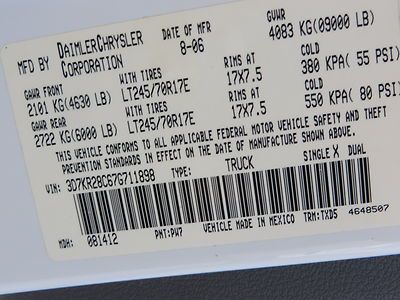 MFD BY DAIMLERCHRYSLER CORPORATION DATE OF MFR 8-06 GVWR 4083 KG(09000 LB)
GAWR FRONT WITH TIRES RIMS AT COLD
2101 KG(4630 LB) LT245/70R17E 17X7.5 380 KPA( 55 PSI)
GAWR REAR WITH TIRES RIMS AT COLD
2722 KG(6000 LB) LT245/70R17E 17X7.5 550 KPA( 80 PSI)
THIS VEHICLE CONFORMS TO ALL APPLICABLE FEDERAL MOTOR VEHICLE SAFETY AND THEFT
PREVENTION STANDARDS IN EFFECT ON THE DATE OF MANUFACTURE SHOWN ABOVE.
VIN: 3D7KR28C67G711898 TYPE: TRUCK SINGLE X DUAL
MDH: 081412 PNT:PW7 VEHICLE MADE IN MEXICO TRM:TXD5 4648507